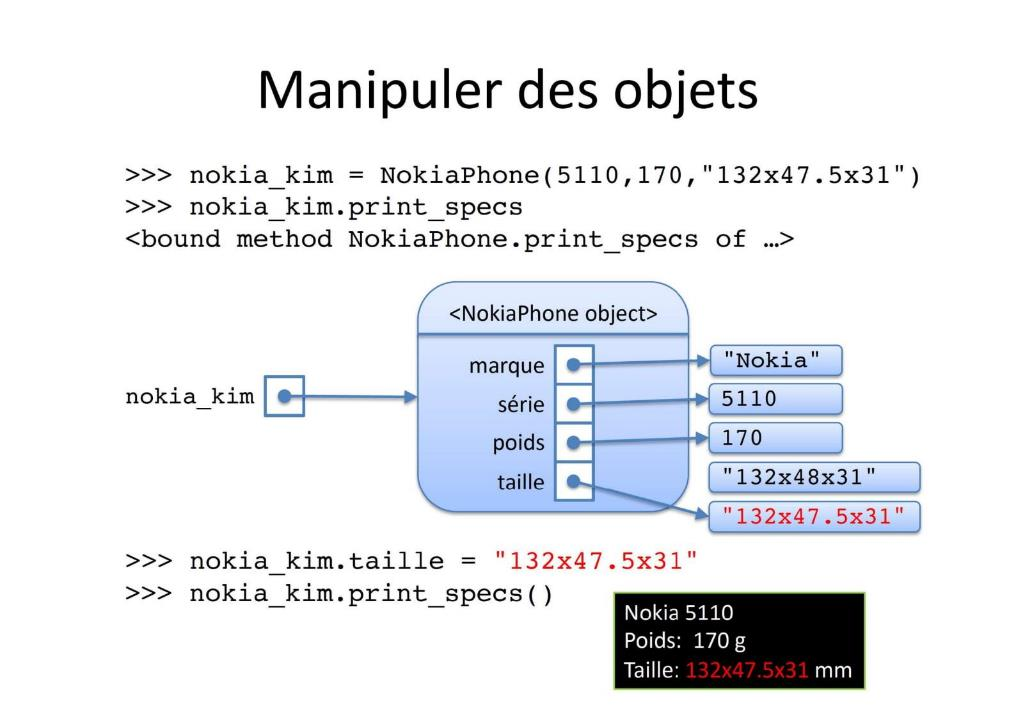 Manipuler des objets
>>> nokia_kim = NokiaPhone(5110,170,"132x47.5x31")
>>> nokia_kim.print_specs
<bound method NokiaPhone.print_specs of …>
<NokiaPhone object>
marque
"Nokia"
nokia_kim
série
5110
poids
170
taille
"132x48x31"
"132x47.5x31"
>>> nokia_kim.taille = "132x47.5x31"
>>> nokia_kim.print_specs()
Nokia 5110
Poids: 170 g
Taille: 132x47.5x31 mm